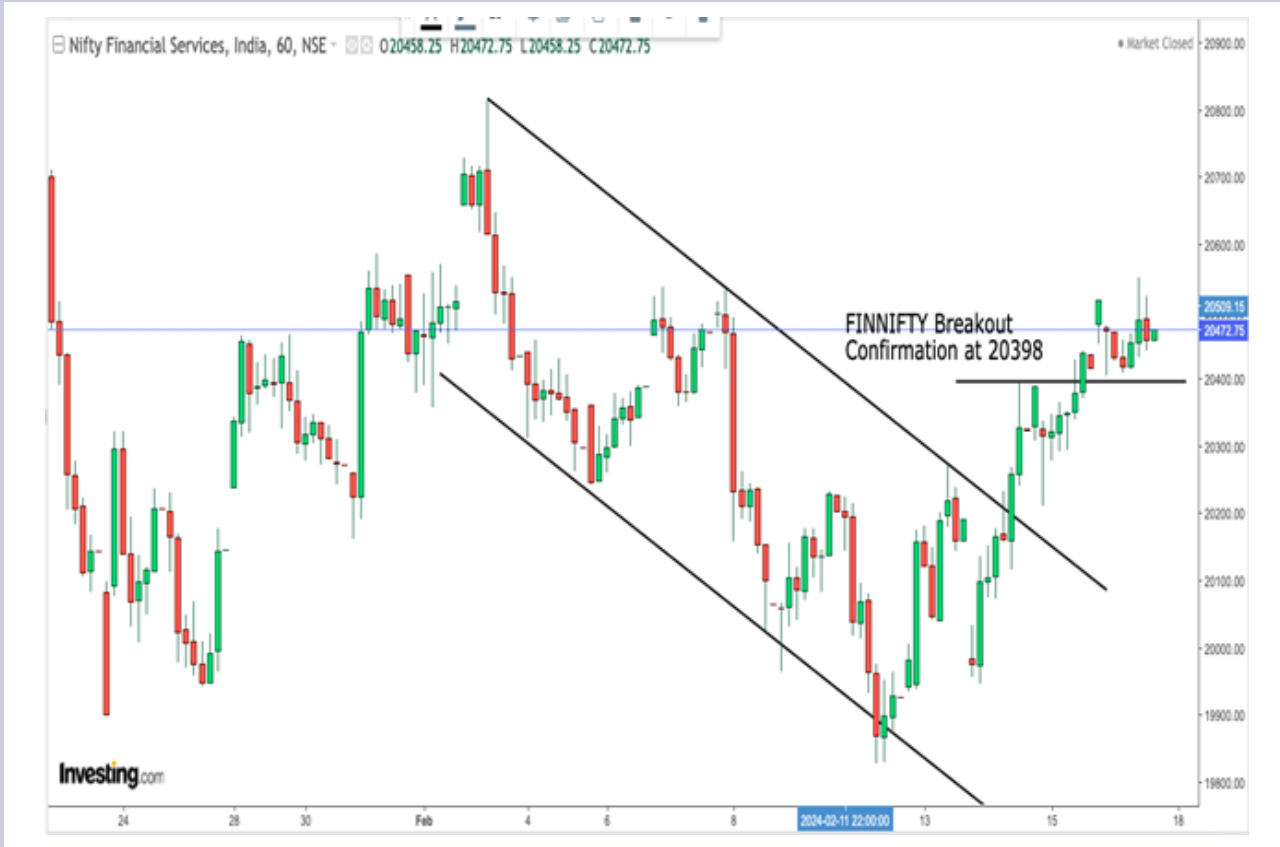 Nifty Financial Services, India, 60, NSE O20458.25 H20472.75 L20458.25 C20472.75
Market Closed
20900.00
20800.00
20700.00
20600.00
20509.15
20472.75
FINNIFTY Breakout
Confirmation at 20398
20400.00
20300.00
20200.00
20100.00
20000.00
19900.00
19800.00
Investing.com
24 28 30 Feb 4 6 8 2024-02-11 22:00:00 13 15 18